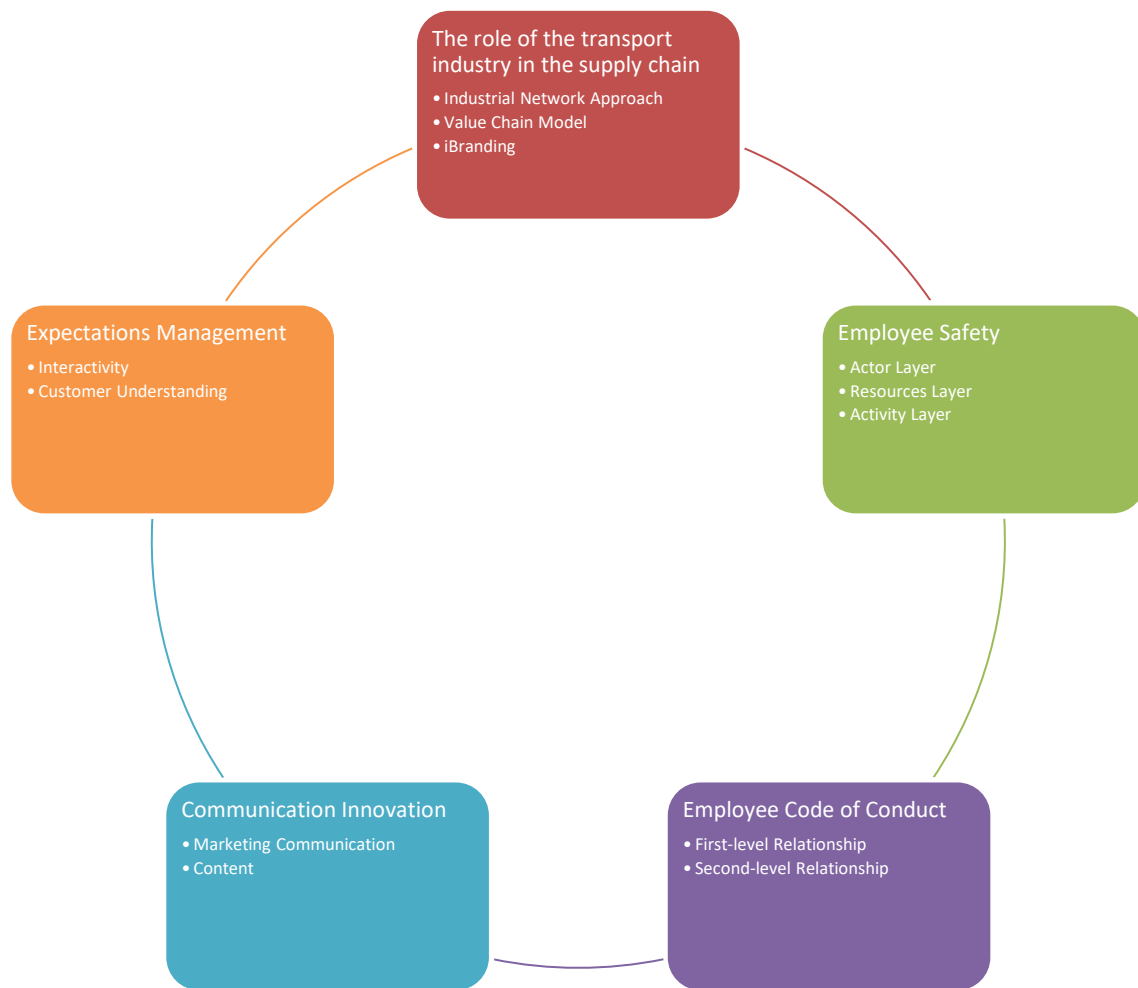 The role of the transport
industry in the supply chain
• Industrial Network Approach
• Value Chain Model
• iBranding
Employee Safety
• Actor Layer
• Resources Layer
• Activity Layer
Employee Code of Conduct
• First-level Relationship
• Second-level Relationship
Communication Innovation
• Marketing Communication
• Content
Expectations Management
• Interactivity
• Customer Understanding